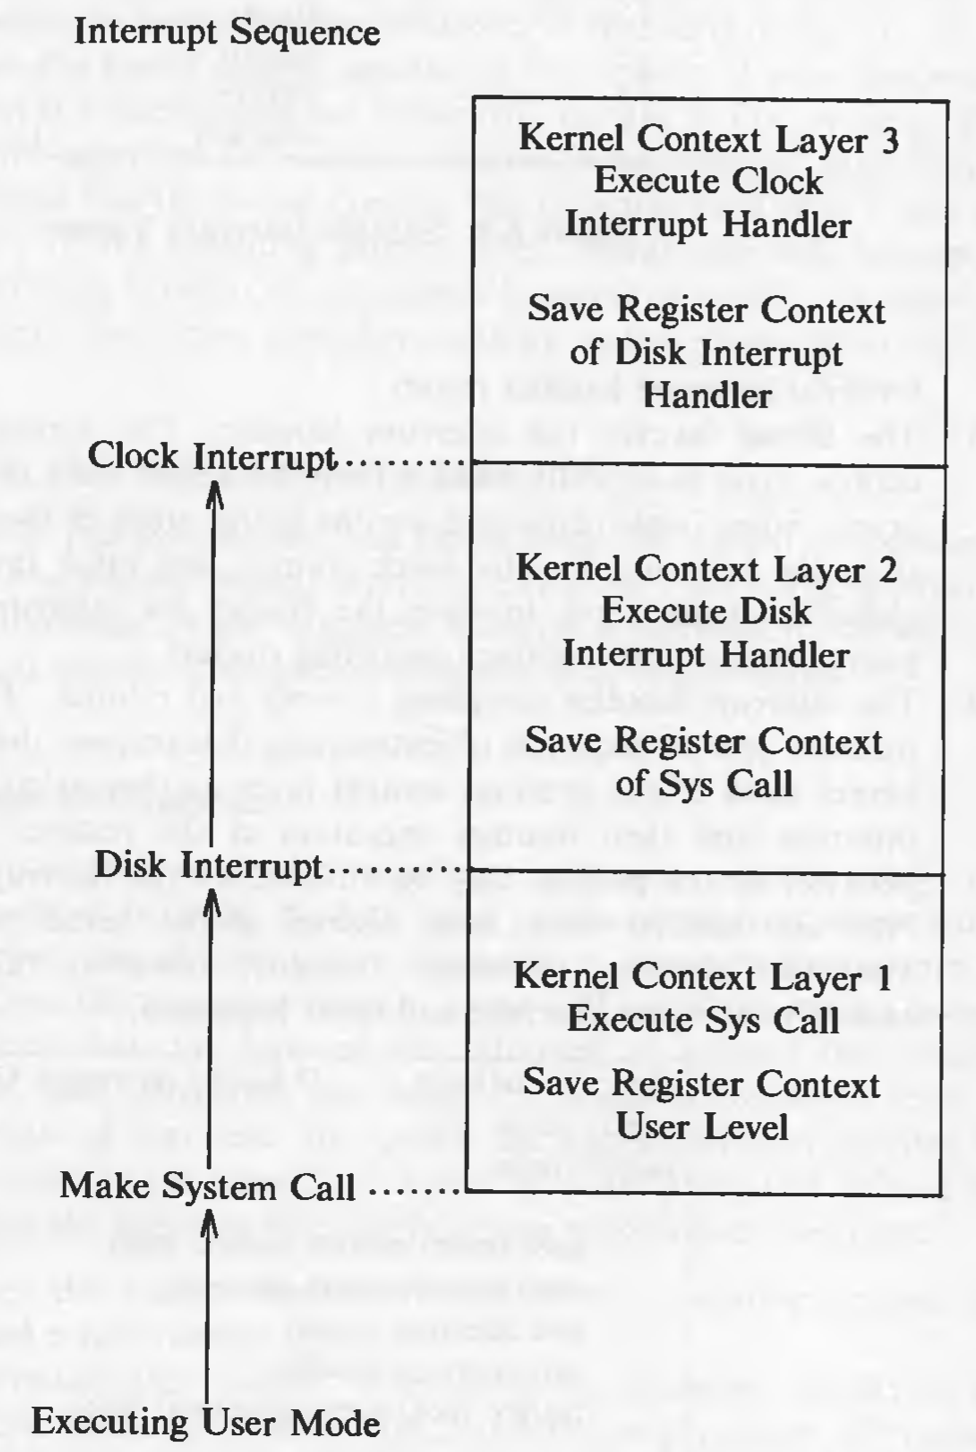 Interrupt Sequence
Kernel Context Layer 3
Execute Clock
Interrupt Handler
Save Register Context
of Disk Interrupt
Handler
Clock Interrupt
Kernel Context Layer 2
Execute Disk
Interrupt Handler
Save Register Context
of Sys Call
Disk Interrupt
Kernel Context Layer 1
Execute Sys Call
Save Register Context
User Level
Make System Call
Executing User Mode